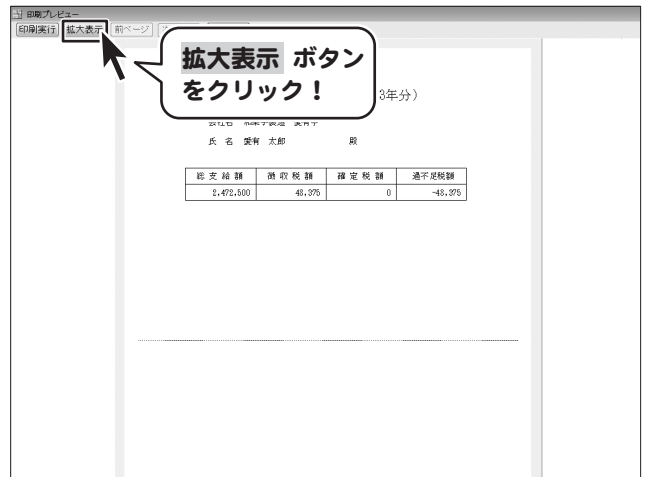 印刷プレビュー
印刷実行 拡大表示 前ページ
拡大表示 ボタン
をクリック！
3年分）
氏 名 愛有 太郎 殿
総支給額 徴収税額 確定税額 過不足税額
2,472,500 48,375 0 -48,375